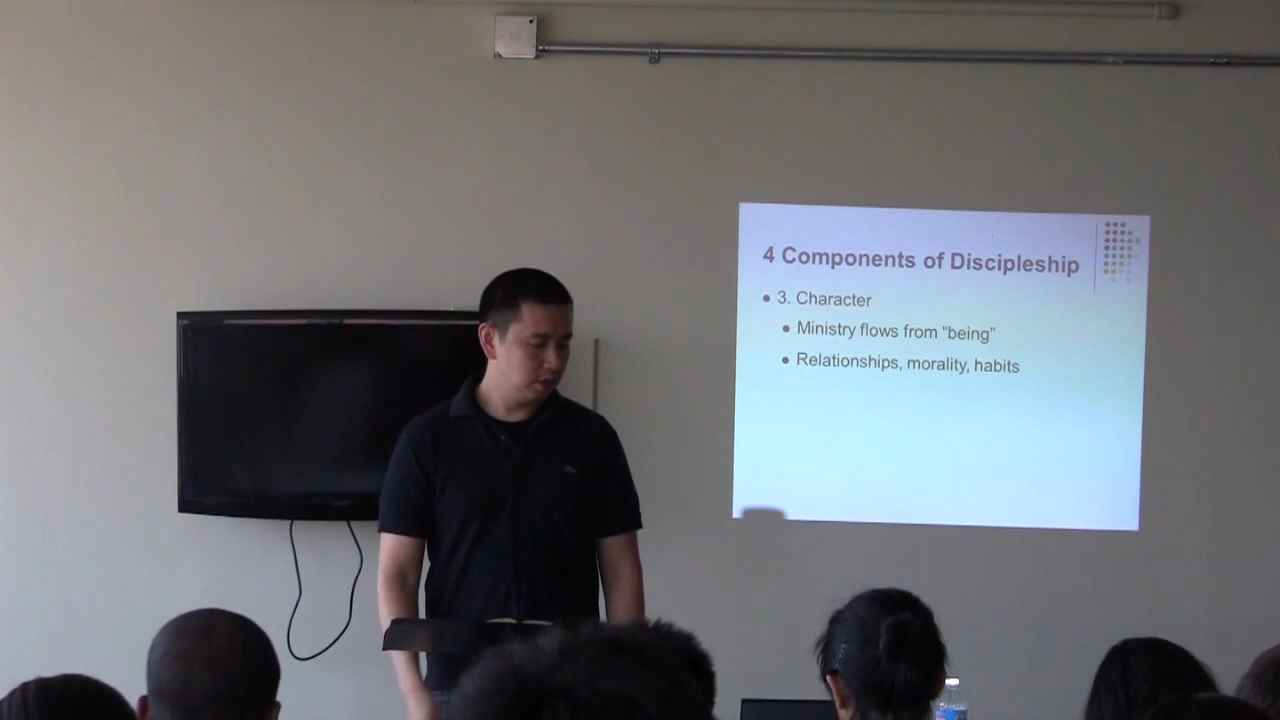 4 Components of Discipleship
3. Character
Ministry flows from “being”
Relationships, morality, habits